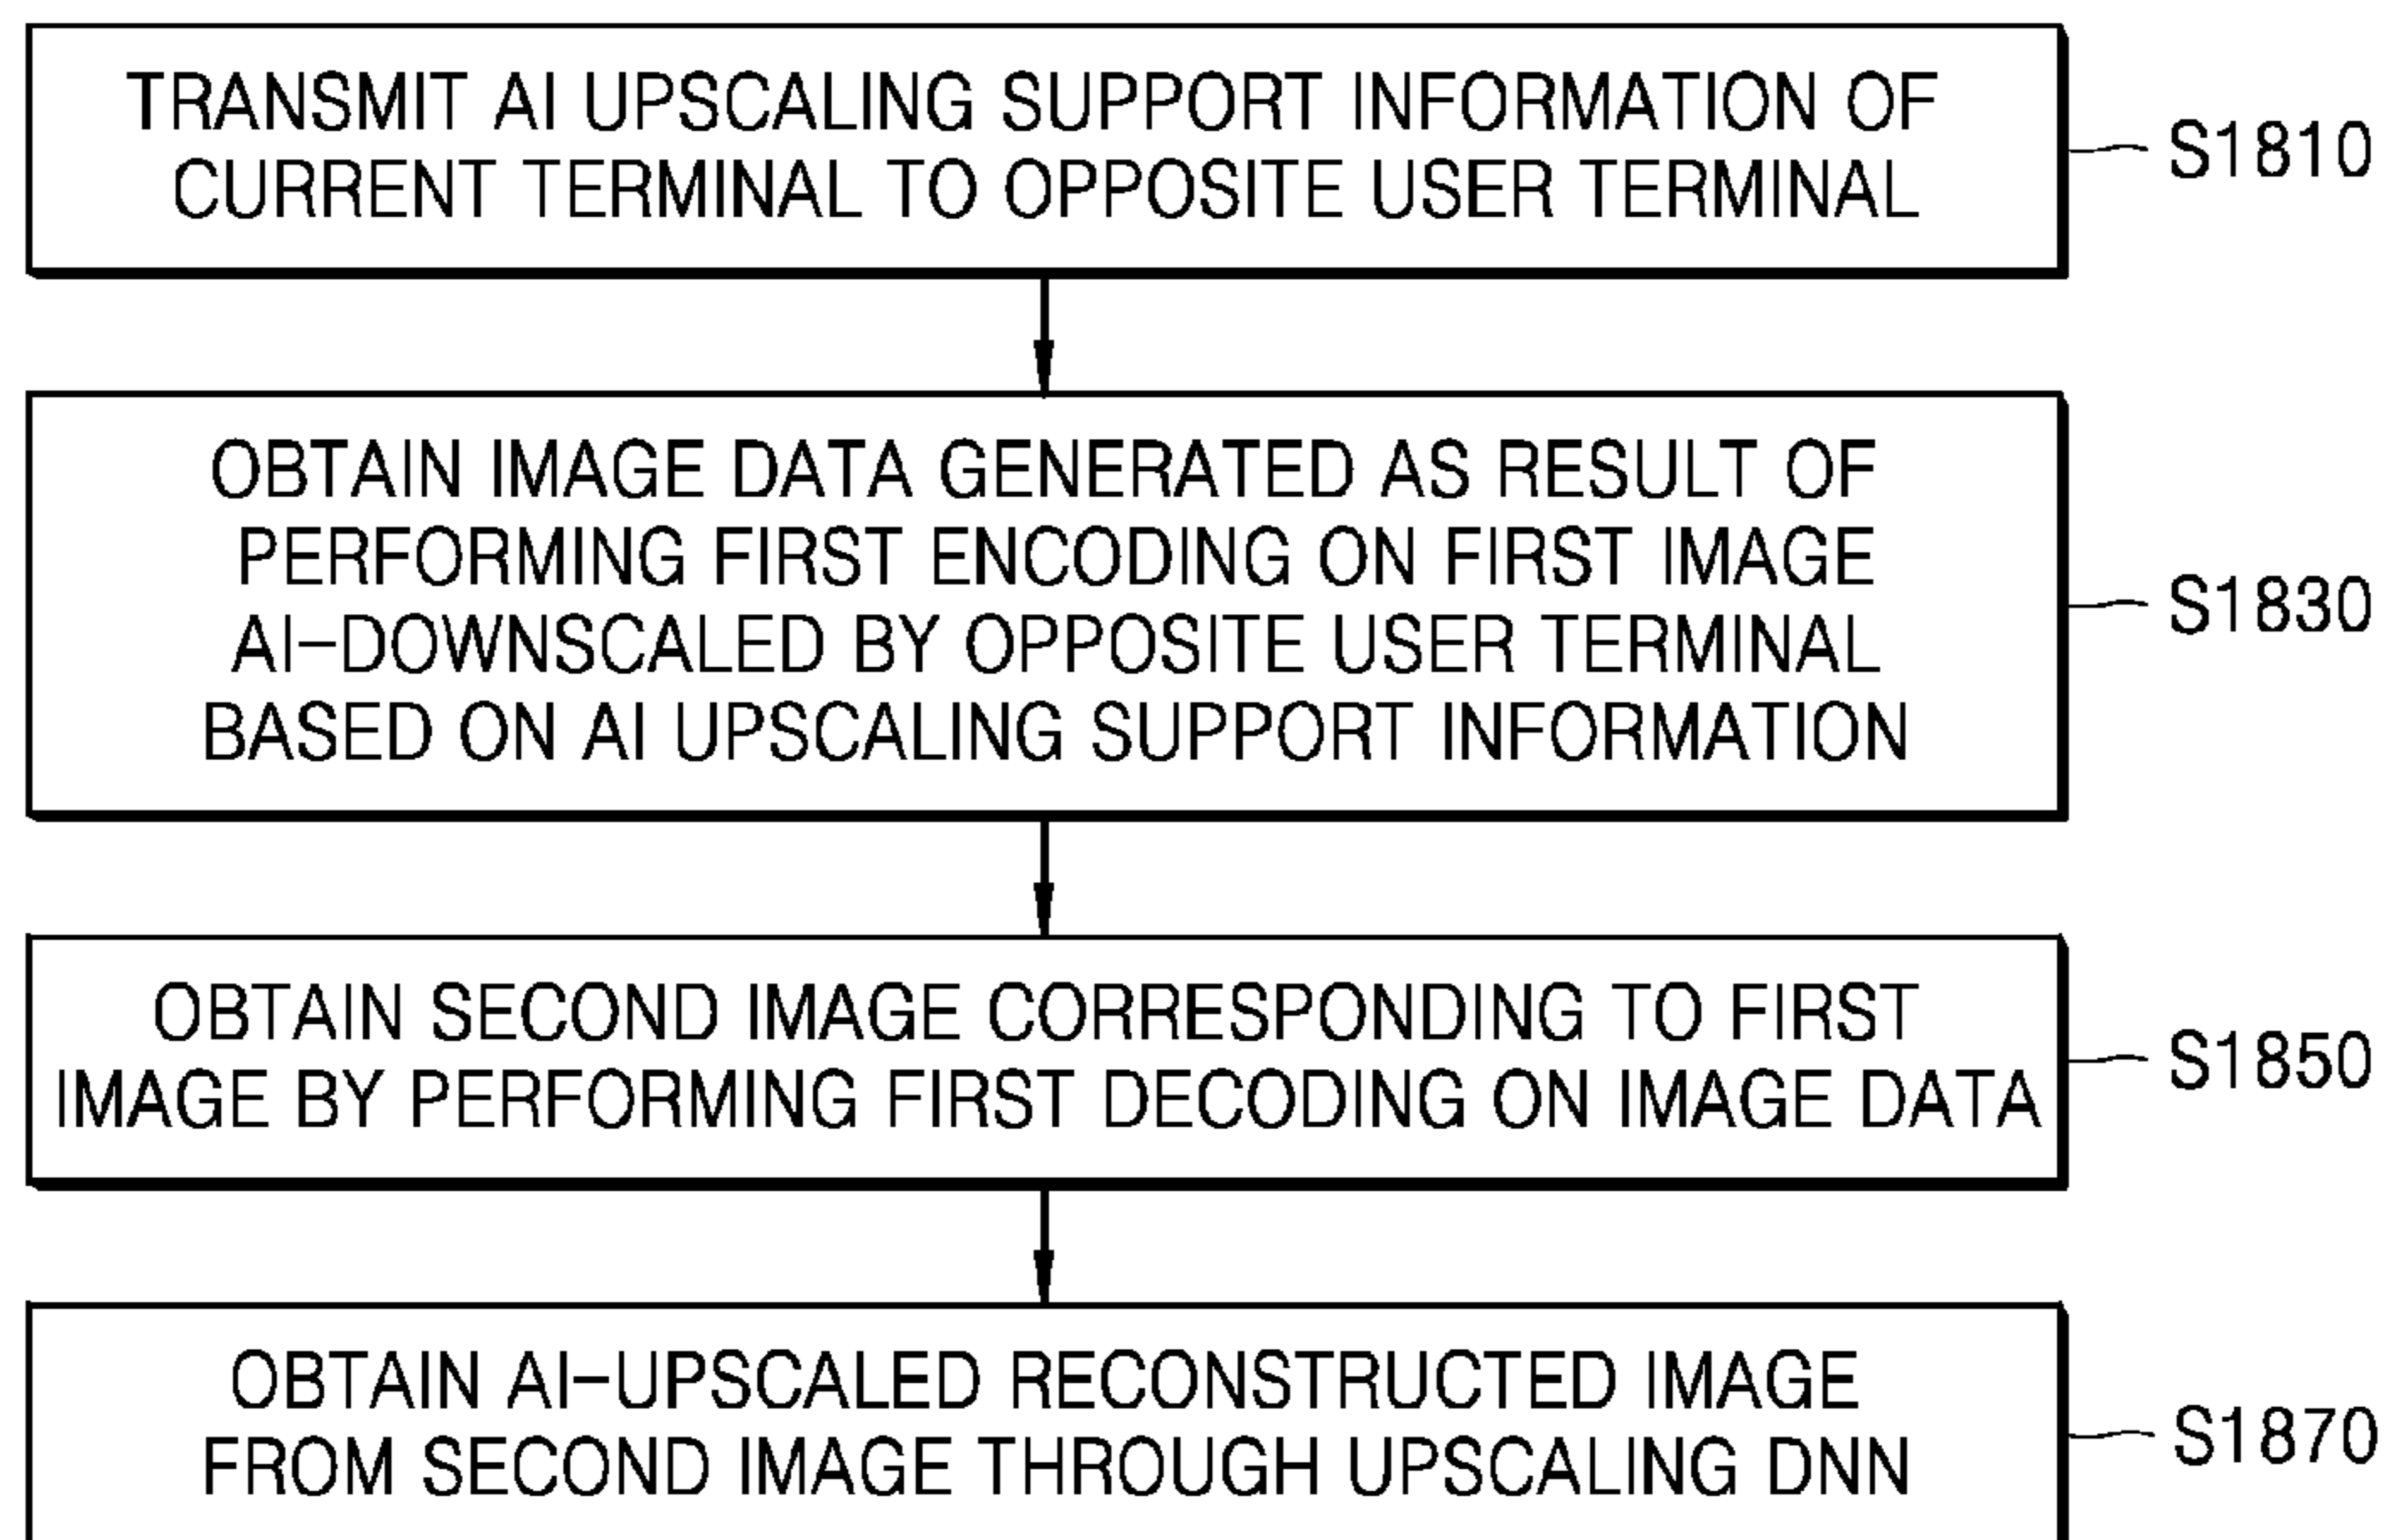 TRANSMIT AI UPSCALING SUPPORT INFORMATION OF
CURRENT TERMINAL TO OPPOSITE USER TERMINAL
S1810
OBTAIN IMAGE DATA GENERATED AS RESULT OF
PERFORMING FIRST ENCODING ON FIRST IMAGE
AI-DOWNSCALED BY OPPOSITE USER TERMINAL
BASED ON AI UPSCALING SUPPORT INFORMATION
S1830
OBTAIN SECOND IMAGE CORRESPONDING TO FIRST
IMAGE BY PERFORMING FIRST DECODING ON IMAGE DATA
S1850
OBTAIN AI-UPSCALED RECONSTRUCTED IMAGE
FROM SECOND IMAGE THROUGH UPSCALING DNN
S1870